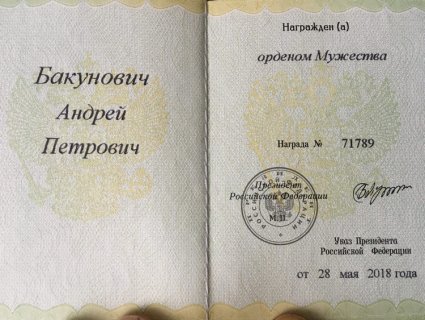 Бакунович
Андрей
Петрович
Награжден (а)
орденом Мужества
Награда № 71789
Президент
Российской Федерации
М.П.
Указ Президента
Российской Федерации
от 28 мая 2018 года